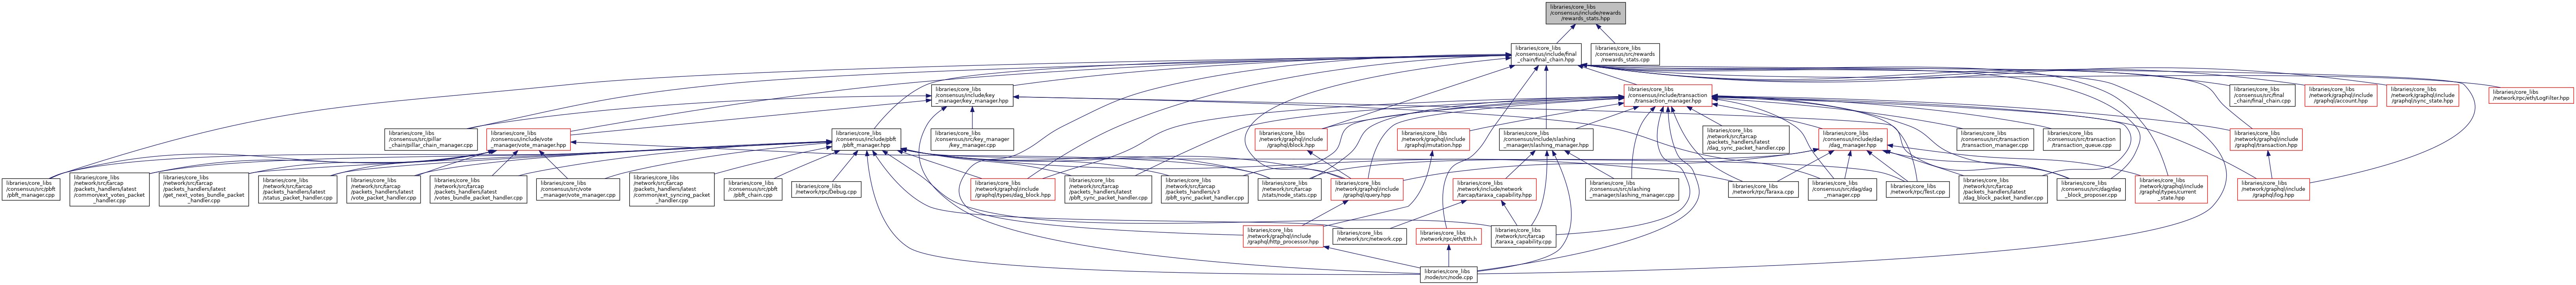 libraries/core_libs
/consensus/include/rewards
/rewards_stats.hpp
libraries/core_libs
/consensus/include/final
_chain/final_chain.hpp
libraries/core_libs
/consensus/src/rewards
/rewards_stats.cpp
libraries/core_libs
/consensus/include/key
_manager/key_manager.hpp
libraries/core_libs
/consensus/include/transaction
/transaction_manager.hpp
libraries/core_libs
/consensus/src/final
_chain/final_chain.cpp
libraries/core_libs
/network/graphql/include
/graphql/account.hpp
libraries/core_libs
/network/graphql/include
/graphql/sync_state.hpp
libraries/core_libs
/network/rpc/eth/LogFilter.hpp
libraries/core_libs
/consensus/src/pillar
_chain/pillar_chain_manager.cpp
libraries/core_libs
/consensus/include/vote
_manager/vote_manager.hpp
libraries/core_libs
/consensus/include/pbft
/pbft_manager.hpp
libraries/core_libs
/consensus/src/key_manager
/key_manager.cpp
libraries/core_libs
/network/graphql/include
/graphql/block.hpp
libraries/core_libs
/network/graphql/include
/graphql/mutation.hpp
libraries/core_libs
/consensus/include/slashing
_manager/slashing_manager.hpp
libraries/core_libs
/network/src/tarcap
/packets_handlers/latest
/dag_sync_packet_handler.cpp
libraries/core_libs
/consensus/include/dag
/dag_manager.hpp
libraries/core_libs
/consensus/src/transaction
/transaction_manager.cpp
libraries/core_libs
/consensus/src/transaction
/transaction_queue.cpp
libraries/core_libs
/network/graphql/include
/graphql/transaction.hpp
libraries/core_libs
/consensus/src/pbft
/pbft_manager.cpp
libraries/core_libs
/network/src/tarcap
/packets_handlers/latest
/common/ext_votes_packet
_handler.cpp
libraries/core_libs
/network/src/tarcap
/packets_handlers/latest
/get_next_votes_bundle_packet
_handler.cpp
libraries/core_libs
/network/src/tarcap
/packets_handlers/latest
/status_packet_handler.cpp
libraries/core_libs
/network/src/tarcap
/packets_handlers/latest
/vote_packet_handler.cpp
libraries/core_libs
/network/src/tarcap
/packets_handlers/latest
/votes_bundle_packet_handler.cpp
libraries/core_libs
/consensus/src/vote
_manager/vote_manager.cpp
libraries/core_libs
/network/src/tarcap
/packets_handlers/latest
/common/ext_syncing_packet
_handler.cpp
libraries/core_libs
/consensus/src/pbft
/pbft_chain.cpp
libraries/core_libs
/network/rpc/Debug.cpp
libraries/core_libs
/network/graphql/include
/graphql/types/dag_block.hpp
libraries/core_libs
/network/src/tarcap
/packets_handlers/latest
/pbft_sync_packet_handler.cpp
libraries/core_libs
/network/src/tarcap
/packets_handlers/v3
/pbft_sync_packet_handler.cpp
libraries/core_libs
/network/src/tarcap
/stats/node_stats.cpp
libraries/core_libs
/network/graphql/include
/graphql/query.hpp
libraries/core_libs
/network/include/network
/tarcap/taraxa_capability.hpp
libraries/core_libs
/consensus/src/slashing
_manager/slashing_manager.cpp
libraries/core_libs
/network/rpc/Taraxa.cpp
libraries/core_libs
/consensus/src/dag/dag
_manager.cpp
libraries/core_libs
/network/rpc/Test.cpp
libraries/core_libs
/network/src/tarcap
/packets_handlers/latest
/dag_block_packet_handler.cpp
libraries/core_libs
/consensus/src/dag/dag
_block_proposer.cpp
libraries/core_libs
/network/graphql/include
/graphql/types/current
_state.hpp
libraries/core_libs
/network/graphql/include
/graphql/log.hpp
libraries/core_libs
/network/graphql/include
/graphql/http_processor.hpp
libraries/core_libs
/network/src/network.cpp
libraries/core_libs
/network/rpc/eth/Eth.h
libraries/core_libs
/network/src/tarcap
/taraxa_capability.cpp
libraries/core_libs
/node/src/node.cpp